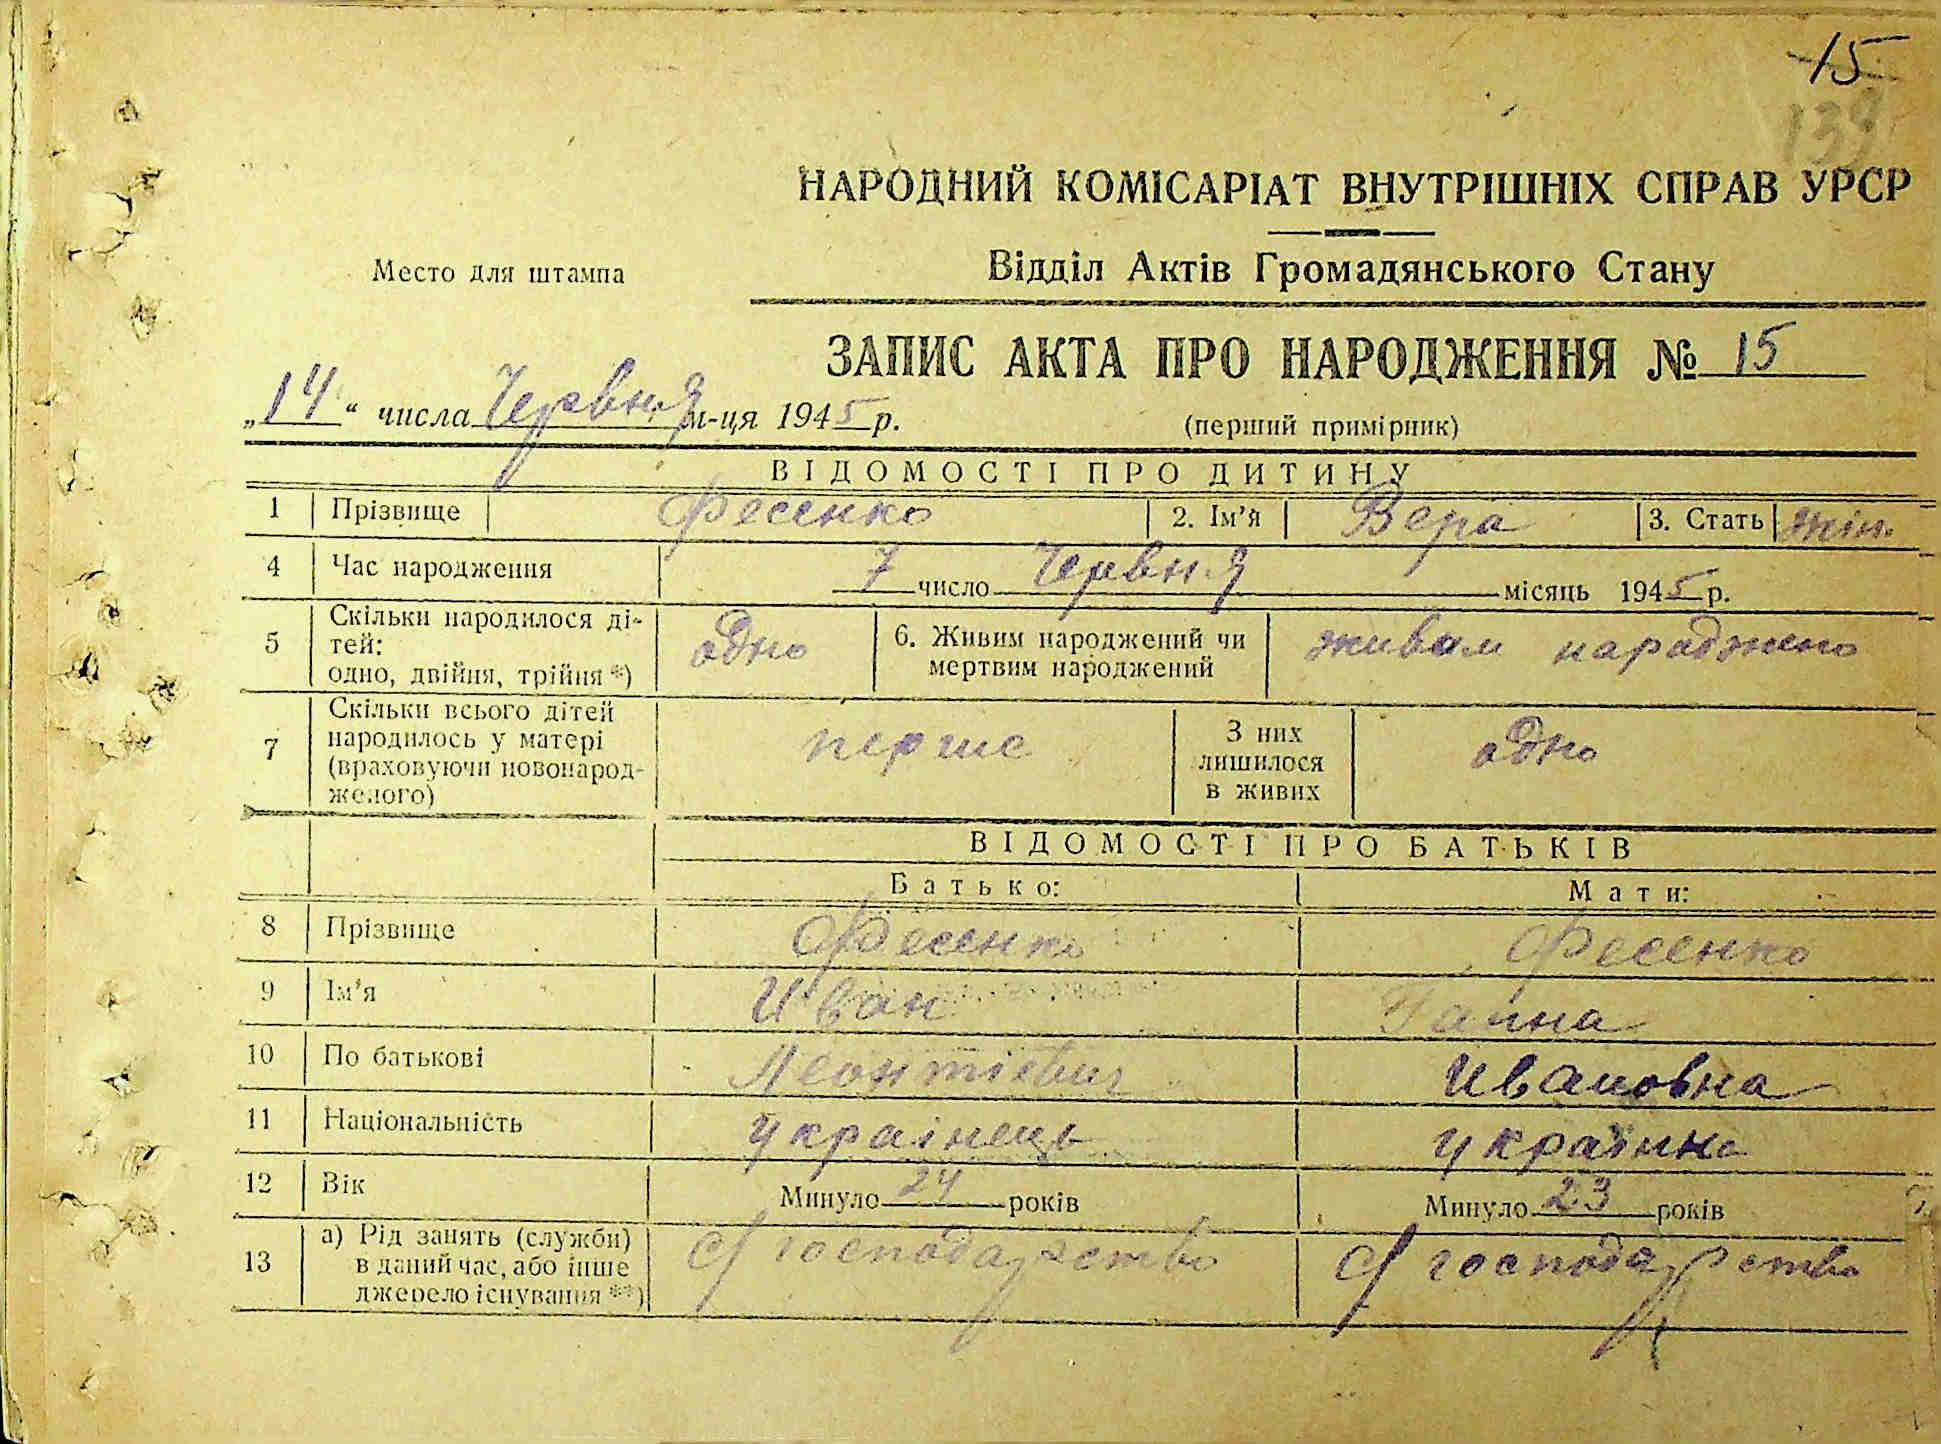 15
139
НАРОДНИЙ КОМІСАРІАТ ВНУТРІШНІХ СПРАВ УРСР
Место для штампа
Відділ Актів Громадянського Стану
ЗАПИС АКТА ПРО НАРОДЖЕННЯ № 15
„14“ числа Червня м-ця 1945 р.
(перший примірник)
ВІДОМОСТІ ПРО ДИТИНУ
1 Прізвище Фесенко 2. Ім’я Вера 3. Стать жін.
4 Час народження 7 число Червня місяць 1945 р.
5 Скільки народилося ді-
тей:
одно, двійня, трійня *) одно 6. Живим народжений чи
мертвим народжений живам народжено
7 Скільки всього дітей
народилось у матері
(враховуючи новонарод-
женого) перше З них
лишилося
в живих одно
ВІДОМОСТІ ПРО БАТЬКІВ
Батько: Мати:
8 Прізвище Фесенко Фесенко
9 Ім’я Иван Ганна
10 По батькові Леонтіевич Ивановна
11 Національність українець українка
12 Вік Минуло 24 років Минуло 23 років
13 а) Рід занять (служби)
в даний час, або інше
джерело існування **) С/господарство С/господарство